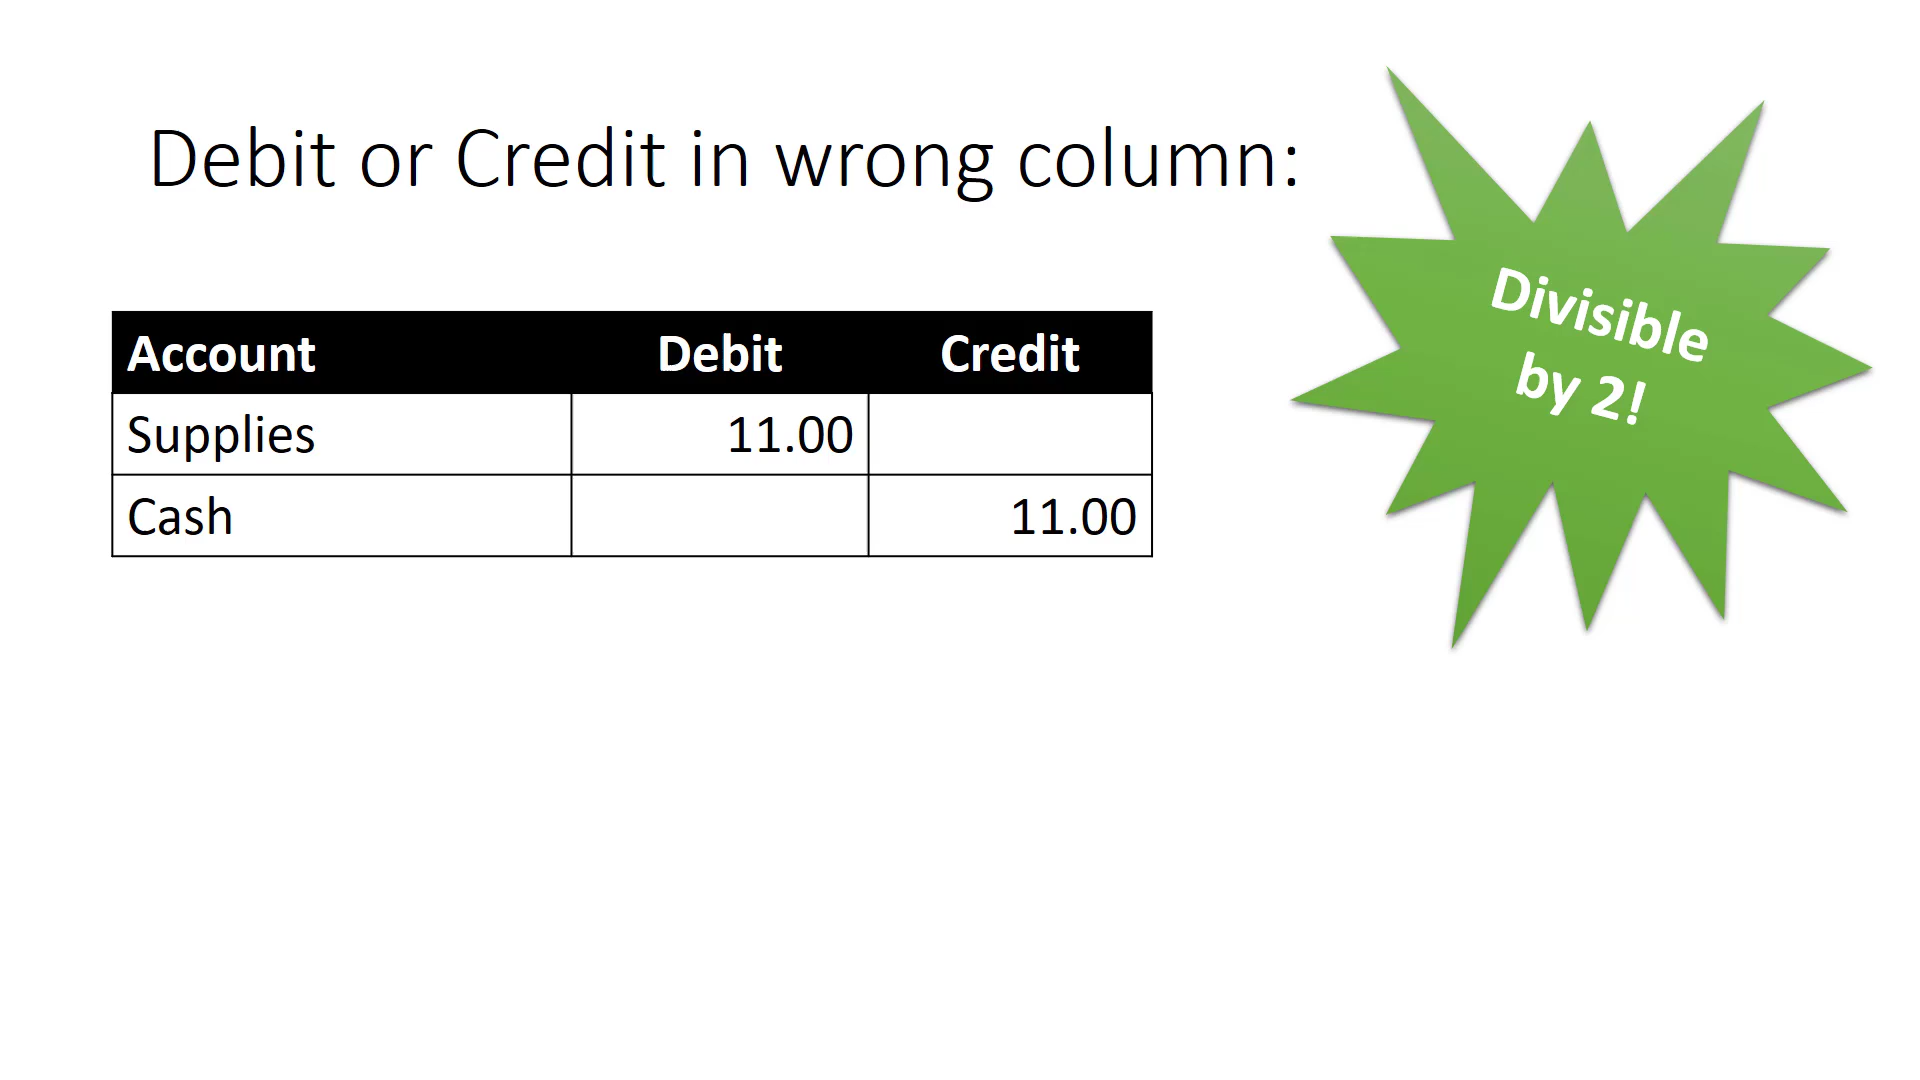 Debit or Credit in wrong column:
Divisible
by 2!
Account Debit Credit
Supplies 11.00
Cash 11.00